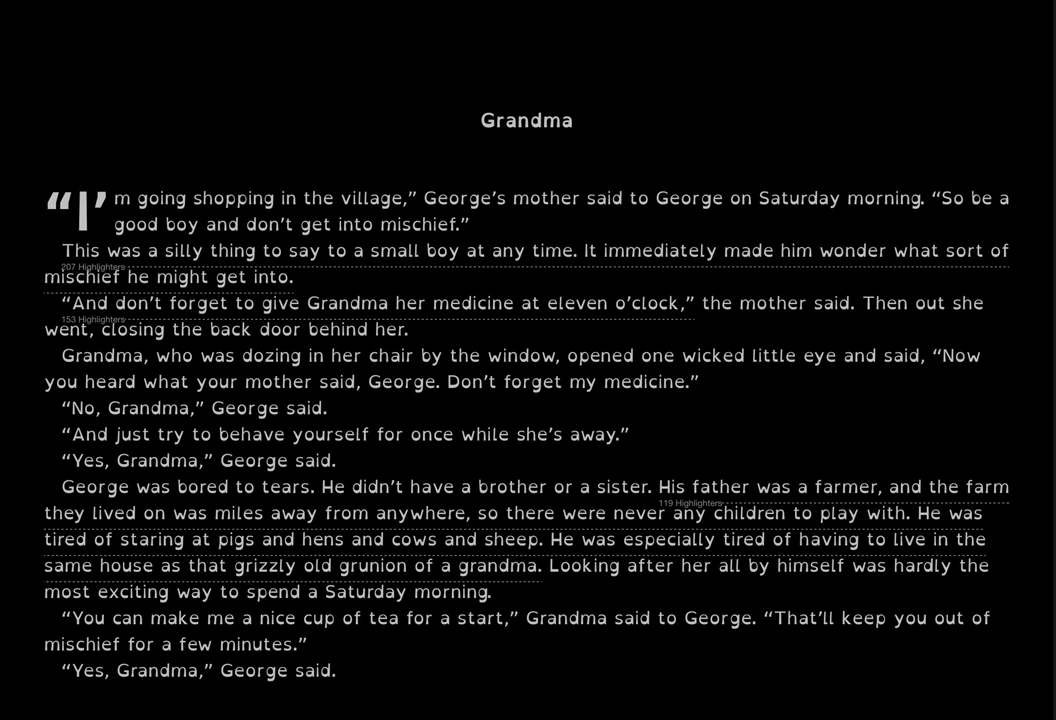 Grandma
“I’m going shopping in the village,” George’s mother said to George on Saturday morning. “So be a
good boy and don’t get into mischief.”
This was a silly thing to say to a small boy at any time. It immediately made him wonder what sort of
207 Highlighters
mischief he might get into.
“And don’t forget to give Grandma her medicine at eleven o’clock,” the mother said. Then out she
153 Highlighters
went, closing the back door behind her.
Grandma, who was dozing in her chair by the window, opened one wicked little eye and said, “Now
you heard what your mother said, George. Don’t forget my medicine.”
“No, Grandma,” George said.
“And just try to behave yourself for once while she’s away.”
“Yes, Grandma,” George said.
George was bored to tears. He didn’t have a brother or a sister. His father was a farmer, and the farm
119 Highlighters
they lived on was miles away from anywhere, so there were never any children to play with. He was
tired of staring at pigs and hens and cows and sheep. He was especially tired of having to live in the
same house as that grizzly old grunion of a grandma. Looking after her all by himself was hardly the
most exciting way to spend a Saturday morning.
“You can make me a nice cup of tea for a start,” Grandma said to George. “That’ll keep you out of
mischief for a few minutes.”
“Yes, Grandma,” George said.